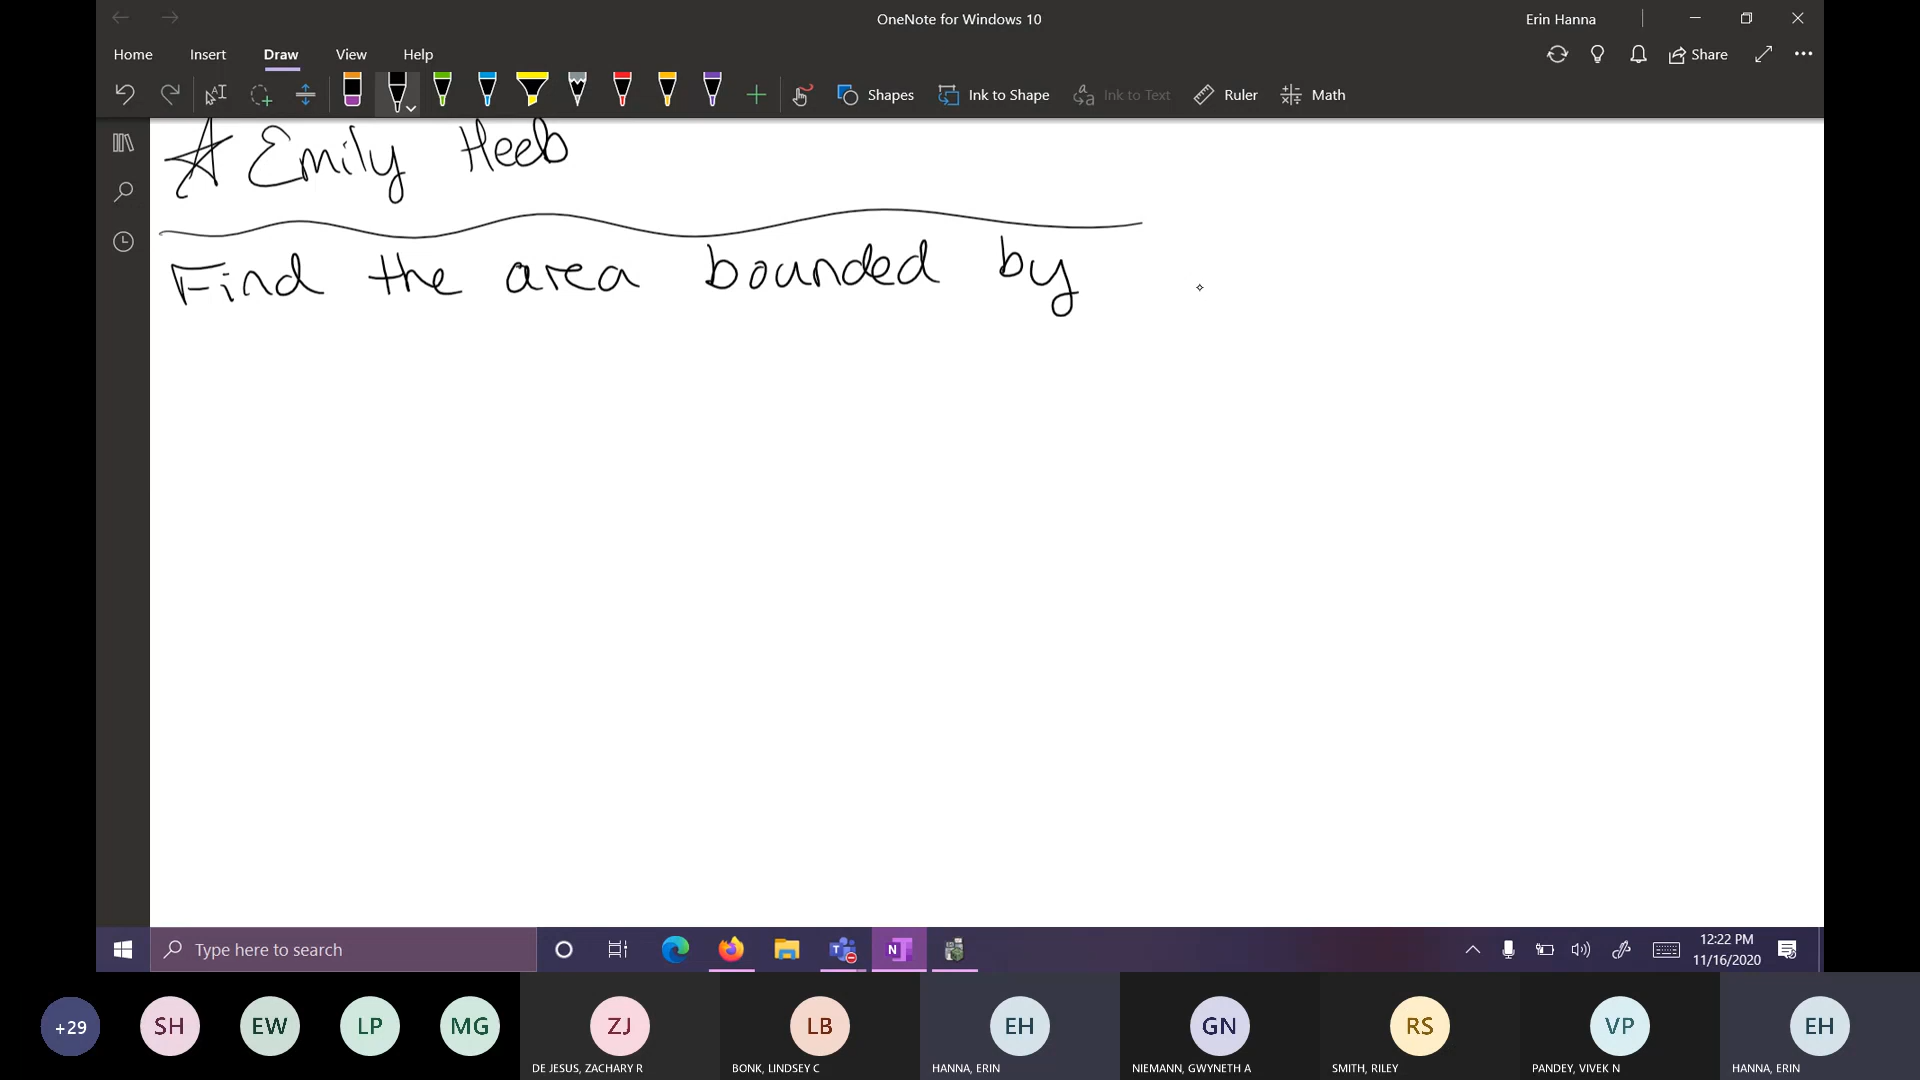 OneNote for Windows 10
Erin Hanna
Home Insert Draw View Help
Share
Shapes Ink to Shape Ink to Text Ruler Math
Emily Heeb
Find the area bounded by
Type here to search
12:22 PM
11/16/2020
+29 SH EW LP MG ZJ LB EH GN RS VP EH
DE JESUS, ZACHARY R BONK, LINDSEY C HANNA, ERIN NIEMANN, GWYNETH A SMITH, RILEY PANDEY, VIVEK N HANNA, ERIN